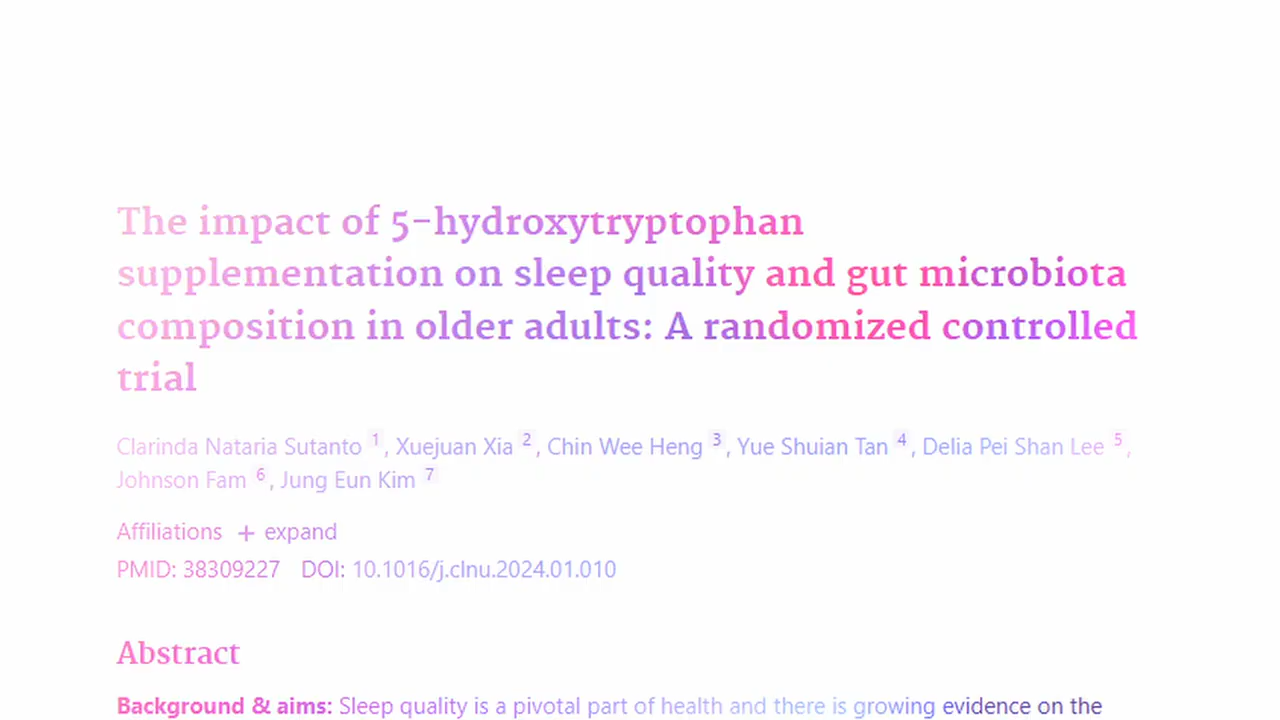 The impact of 5-hydroxytryptophan
supplementation on sleep quality and gut microbiota
composition in older adults: A randomized controlled
trial
Clarinda Nataria Sutanto 1, Xuejuan Xia 2, Chin Wee Heng 3, Yue Shuian Tan 4, Delia Pei Shan Lee 5,
Johnson Fam 6, Jung Eun Kim 7
Affiliations + expand
PMID: 38309227 DOI: 10.1016/j.clnu.2024.01.010
Abstract
Background & aims: Sleep quality is a pivotal part of health and there is growing evidence on the